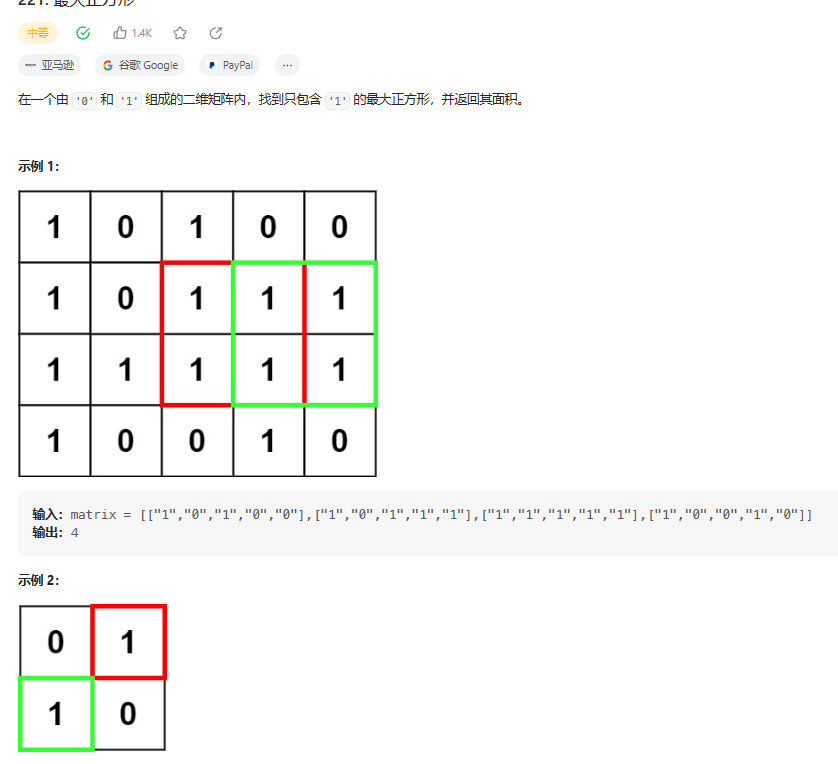 221. 最大正方形
中等 1.4K
亚马逊 谷歌 Google PayPal ...
在一个由 '0' 和 '1' 组成的二维矩阵内，找到只包含 '1' 的最大正方形，并返回其面积。
示例 1：
1 0 1 0 0
1 0 1 1 1
1 1 1 1 1
1 0 0 1 0
输入：matrix = [["1","0","1","0","0"],["1","0","1","1","1"],["1","1","1","1","1"],["1","0","0","1","0"]]
输出：4
示例 2：
0 1
1 0